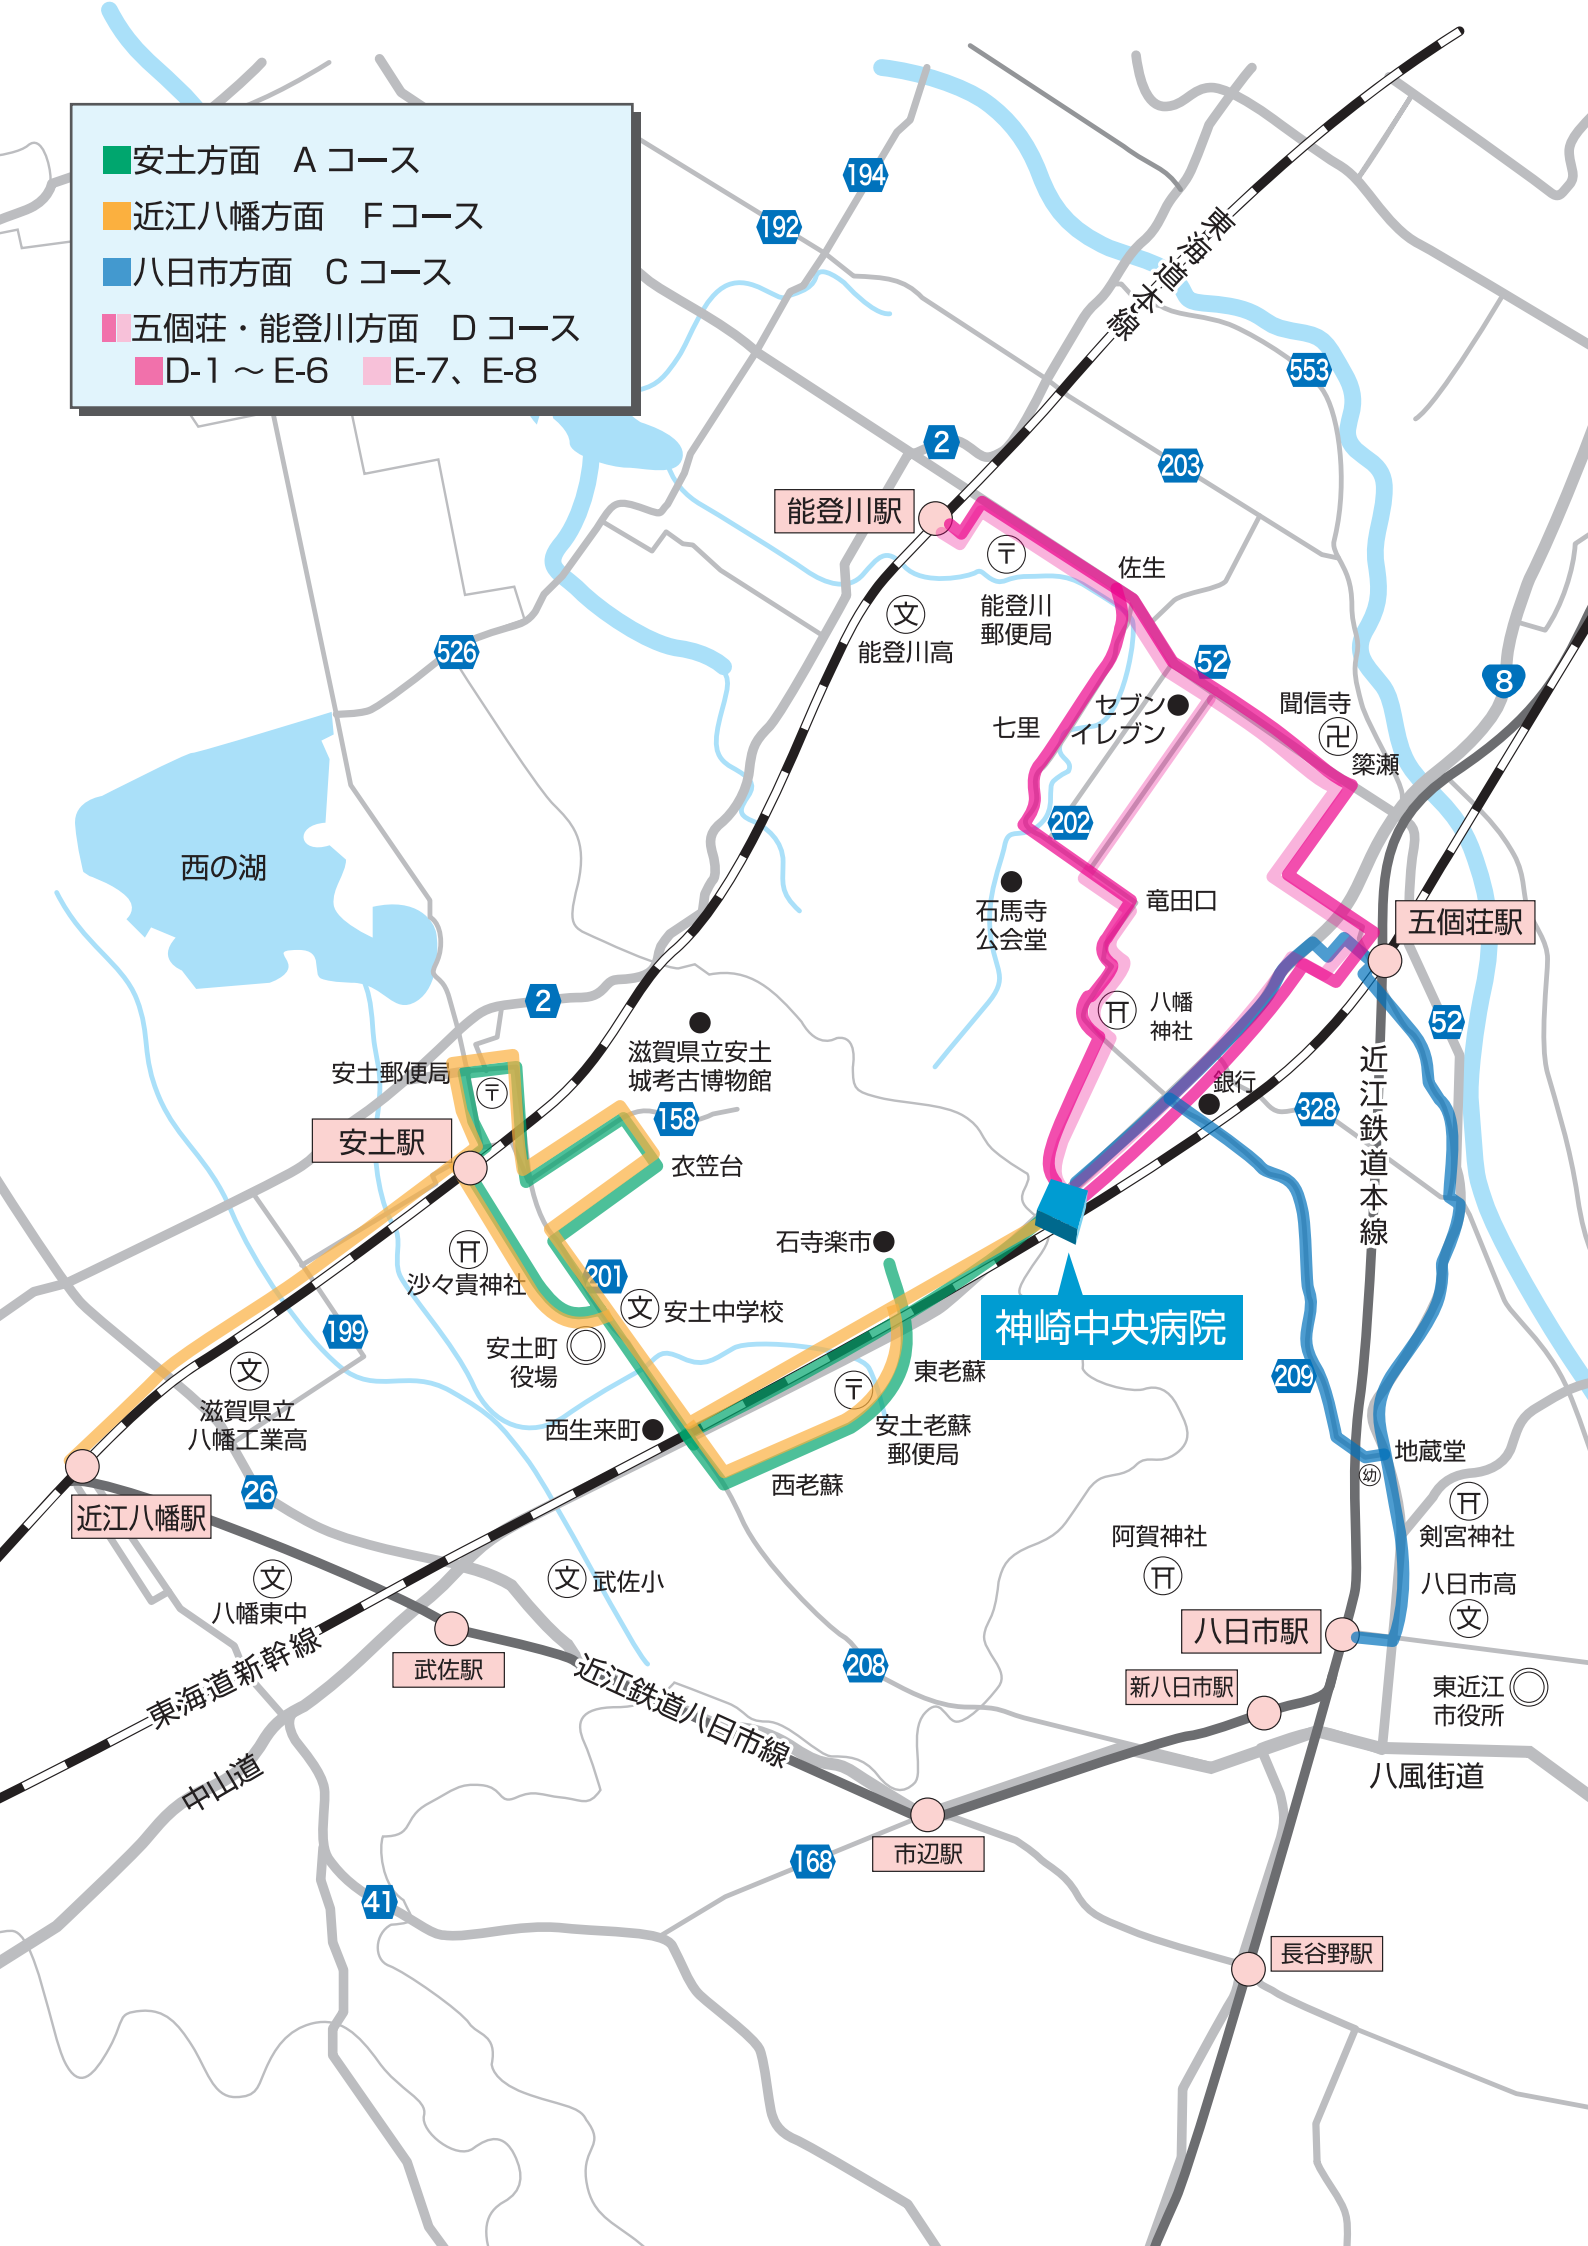 安土方面 A コース
近江八幡方面 F コース
八日市方面 C コース
五個荘・能登川方面 D コース
D-1 ～ E-6 E-7、E-8
194
192
東海道本線
553
2
203
能登川駅
〒
佐生
文
能登川
郵便局
能登川高
526
52
8
聞信寺
卍
セブン
イレブン
七里
簗瀬
202
西の湖
石馬寺
公会堂
竜田口
五個荘駅
2
八幡
神社
52
滋賀県立安土
城考古博物館
安土郵便局
〒
銀行
328
近江鉄道本線
158
安土駅
衣笠台
石寺楽市
沙々貴神社
201
文
安土中学校
神崎中央病院
199
安土町
役場
文
滋賀県立
八幡工業高
東老蘇
209
〒
安土老蘇
郵便局
西生来町
西老蘇
地蔵堂
幼
26
近江八幡駅
剣宮神社
阿賀神社
文
八幡東中
文
武佐小
八日市高
文
東海道新幹線
八日市駅
武佐駅
208
近江鉄道八日市線
新八日市駅
東近江
市役所
中山道
八風街道
市辺駅
168
41
長谷野駅